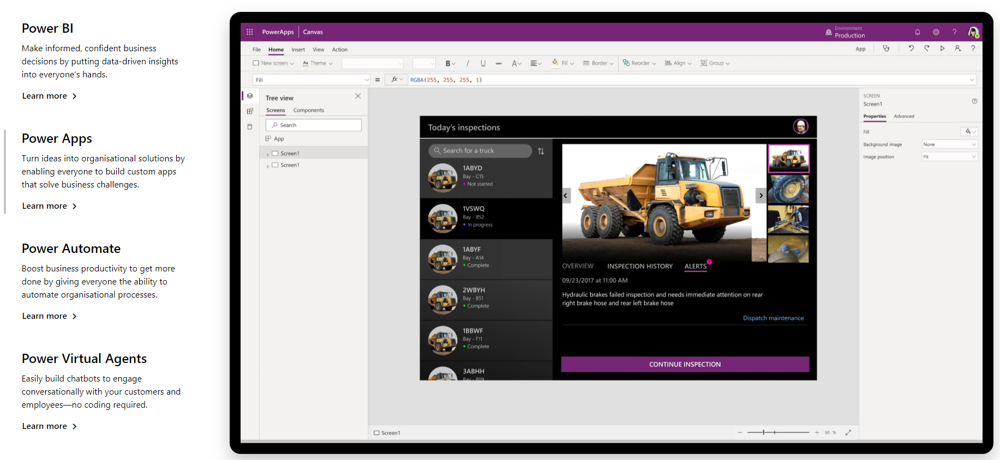 Power BI
Make informed, confident business
decisions by putting data-driven insights
into everyone's hands.
Learn more
Power Apps
Turn ideas into organisational solutions by
enabling everyone to build custom apps
that solve business challenges.
Learn more
Power Automate
Boost business productivity to get more
done by giving everyone the ability to
automate organisational processes.
Learn more
Power Virtual Agents
Easily build chatbots to engage
conversationally with your customers and
employees—no coding required.
Learn more
PowerApps Canvas
Environment
Production
?
File Home Insert View Action
App
?
New screen Aa Theme B / U abc A Fill Border Reorder Align Group
Fill = fx RGBA(255, 255, 255, 1)
Tree view
Screens Components
Search
App
Screen1
Screen1
Today's inspections
Search for a truck
1ABYD
Bay - C15
Not started
1VSWQ
Bay - B52
In progress
1ABYF
Bay - A14
Complete
2WBYH
Bay - B51
Complete
1BBWF
Bay - F11
Complete
3ABHH
Bay - B09
OVERVIEW INSPECTION HISTORY ALERTS 1
09/23/2017 at 11:00 AM
Hydraulic brakes failed inspection and needs immediate attention on rear
right brake hose and rear left brake hose
Dispatch maintenance
CONTINUE INSPECTION
SCREEN
Screen1
?
Properties Advanced
Fill
Background image None
Image position Fit
Screen1
50 %